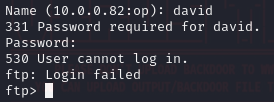 Name (10.0.0.82:op): david
331 Password required for david.
Password:
530 User cannot log in.
ftp: Login failed
ftp>